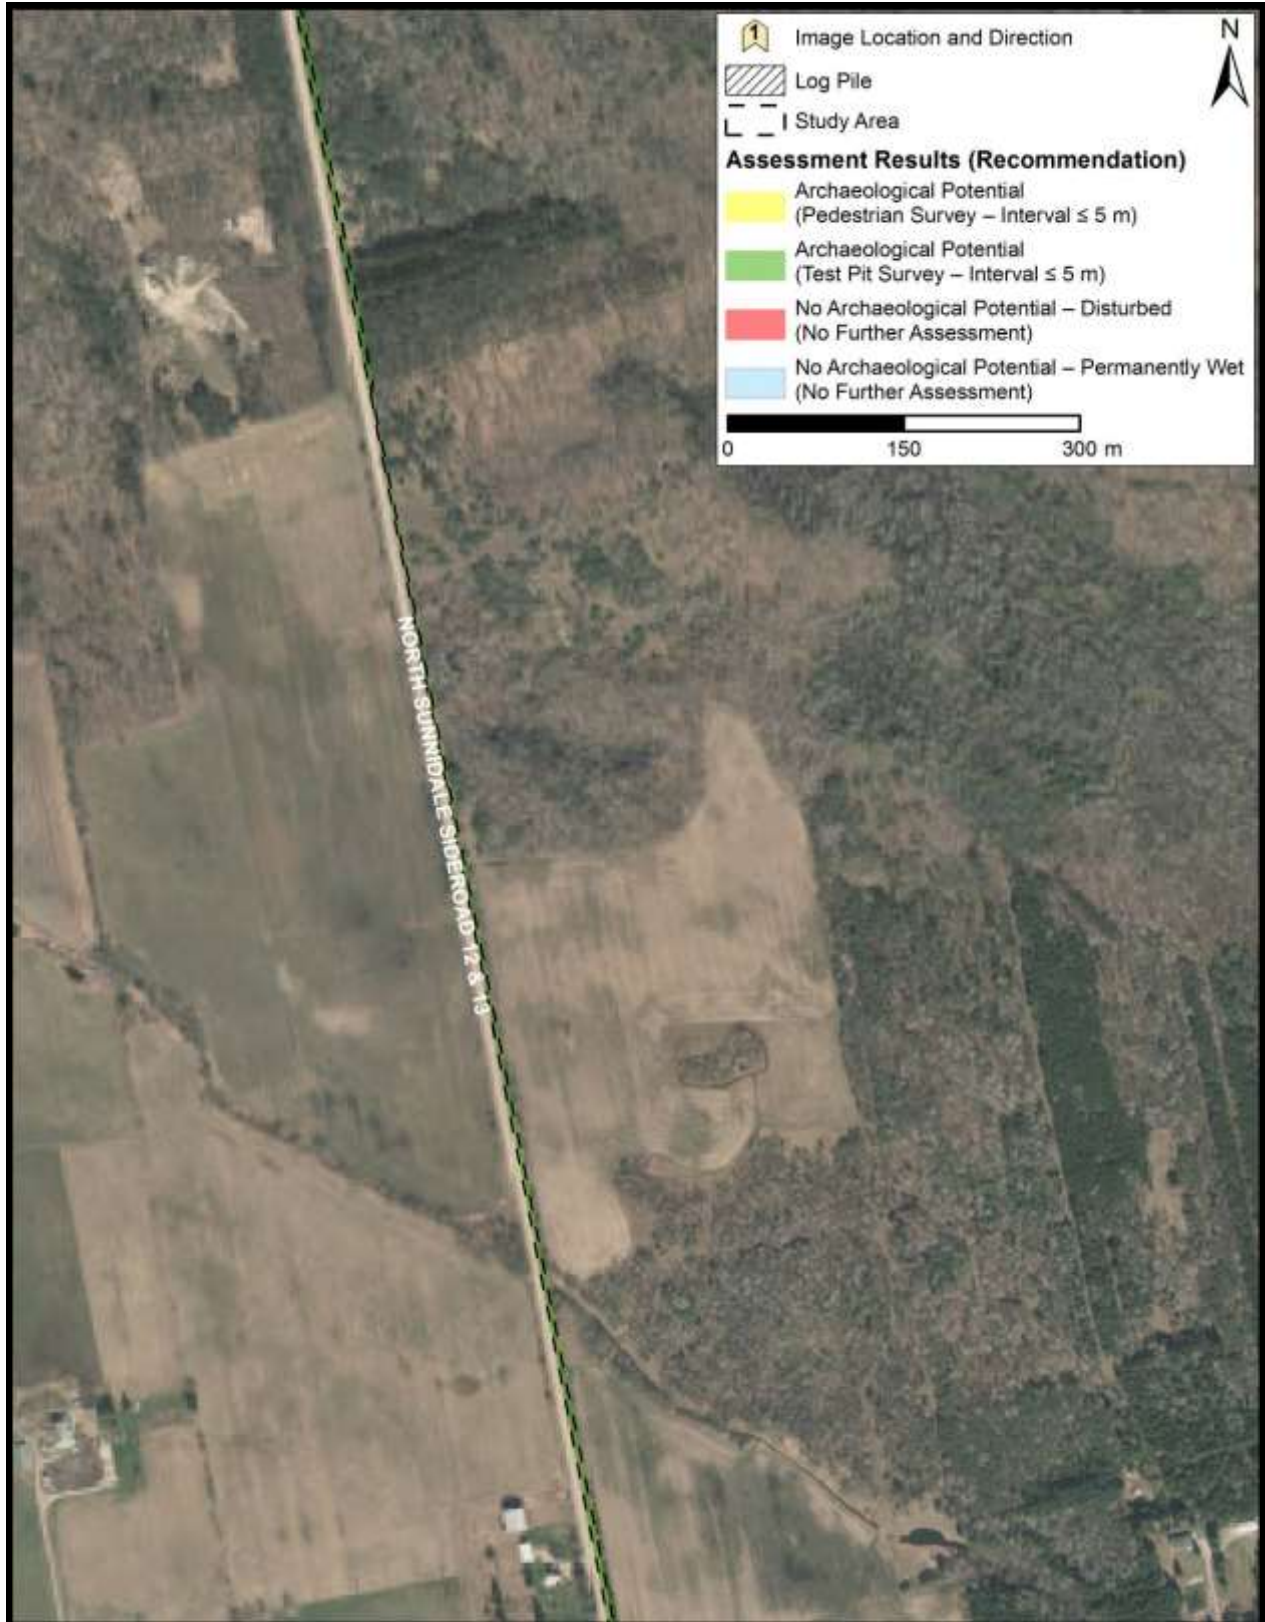 1 Image Location and Direction
N
Log Pile
Study Area
Assessment Results (Recommendation)
Archaeological Potential
(Pedestrian Survey – Interval ≤ 5 m)
Archaeological Potential
(Test Pit Survey – Interval ≤ 5 m)
No Archaeological Potential – Disturbed
(No Further Assessment)
No Archaeological Potential – Permanently Wet
(No Further Assessment)
0 150 300 m
NORTH SUNNIDALE SIDEROAD 12 & 13